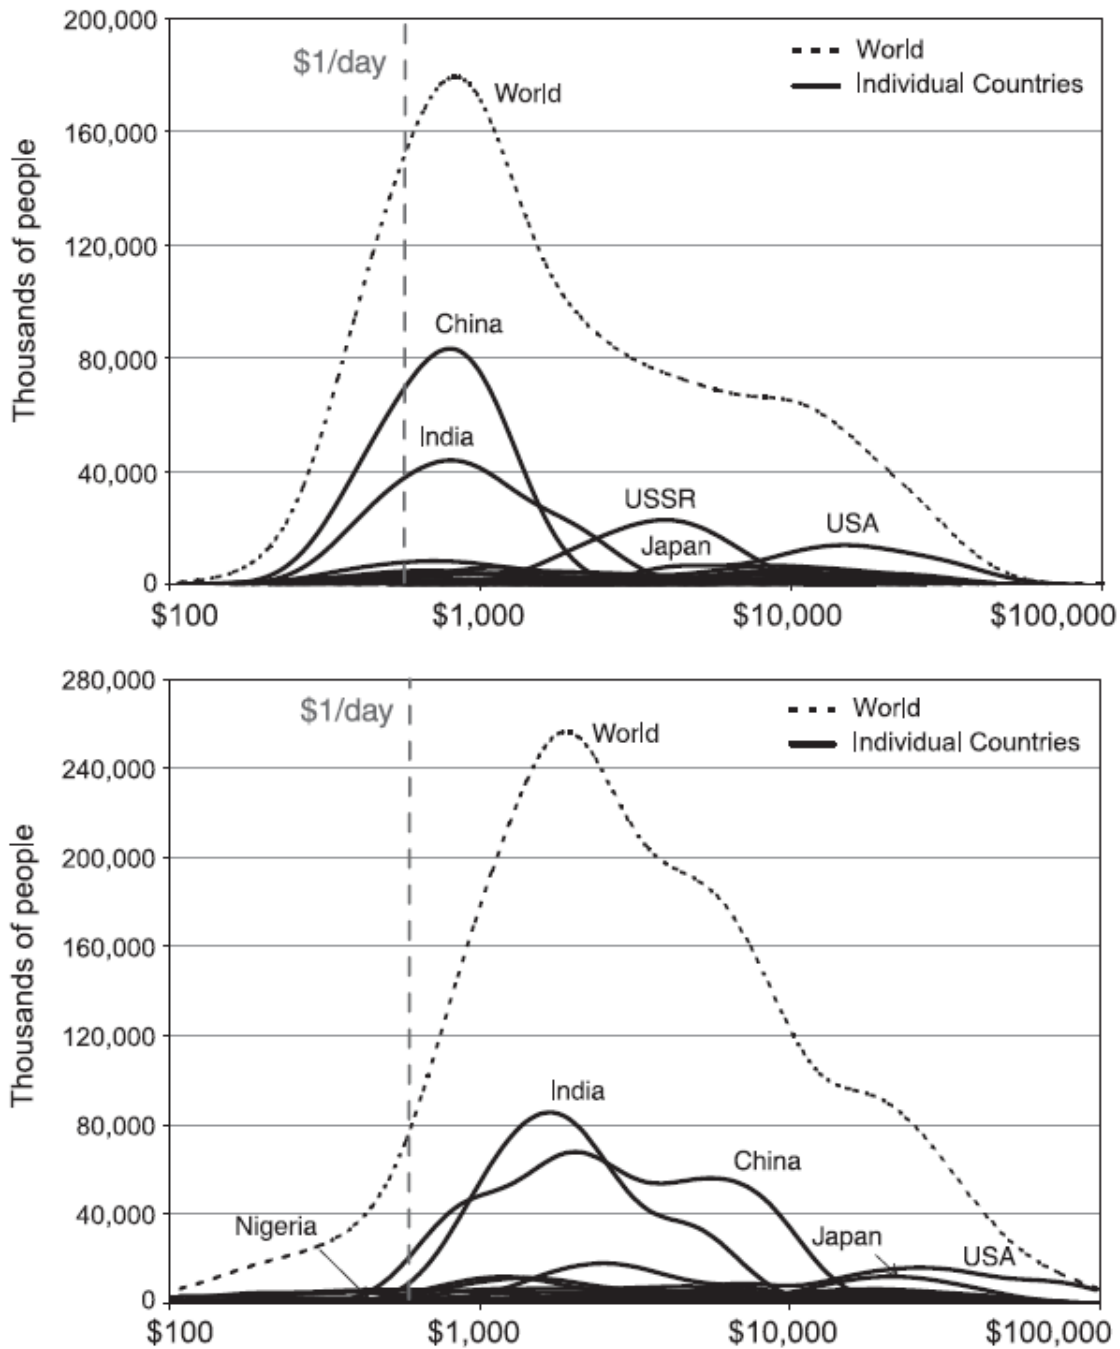 Thousands of people
200,000
160,000
120,000
80,000
40,000
0
$1/day
World
World
Individual Countries
China
India
USSR
Japan
USA
$100
$1,000
$10,000
$100,000
Thousands of people
280,000
240,000
200,000
160,000
120,000
80,000
40,000
0
$1/day
World
World
Individual Countries
India
China
Nigeria
Japan
USA
$100
$1,000
$10,000
$100,000